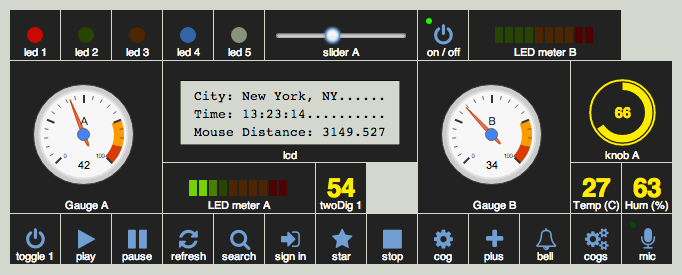 led 1 led 2 led 3 led 4 led 5 slider A on / off LED meter B
A
0 100
42
Gauge A
City: New York, NY......
Time: 13:23:14..........
Mouse Distance: 3149.527
lcd
B
0 100
34
Gauge B
66
knob A
LED meter A
54
twoDig 1
27
Temp (C)
63
Hum (%)
toggle 1 play pause refresh search sign in star stop cog plus bell cogs mic